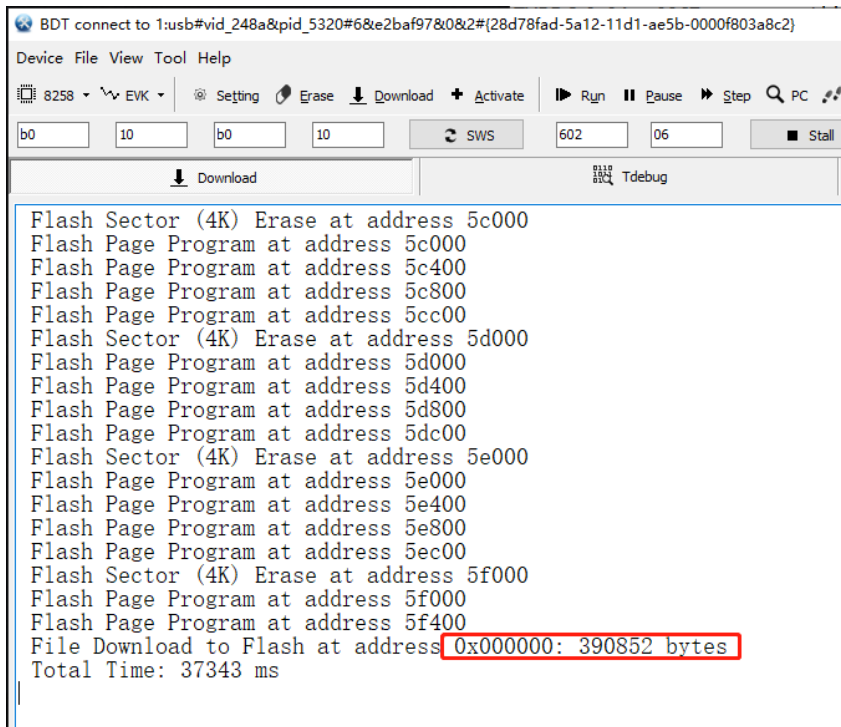 BDT connect to 1:usb#vid_248a&pid_5320#6&e2baf97&0&2#{28d78fad-5a12-11d1-ae5b-0000f803a8c2}
Device File View Tool Help
8258 EVK Setting Erase Download Activate Run Pause Step PC
b0 10 b0 10 SWS 602 06 Stall
Download Tdebug
Flash Sector (4K) Erase at address 5c000
Flash Page Program at address 5c000
Flash Page Program at address 5c400
Flash Page Program at address 5c800
Flash Page Program at address 5cc00
Flash Sector (4K) Erase at address 5d000
Flash Page Program at address 5d000
Flash Page Program at address 5d400
Flash Page Program at address 5d800
Flash Page Program at address 5dc00
Flash Sector (4K) Erase at address 5e000
Flash Page Program at address 5e000
Flash Page Program at address 5e400
Flash Page Program at address 5e800
Flash Page Program at address 5ec00
Flash Sector (4K) Erase at address 5f000
Flash Page Program at address 5f000
Flash Page Program at address 5f400
File Download to Flash at address 0x000000: 390852 bytes
Total Time: 37343 ms